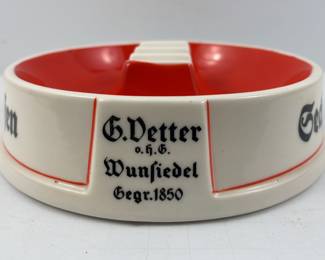 G. Vetter
o.h.G.
Wunſiedel
Gegr. 1850